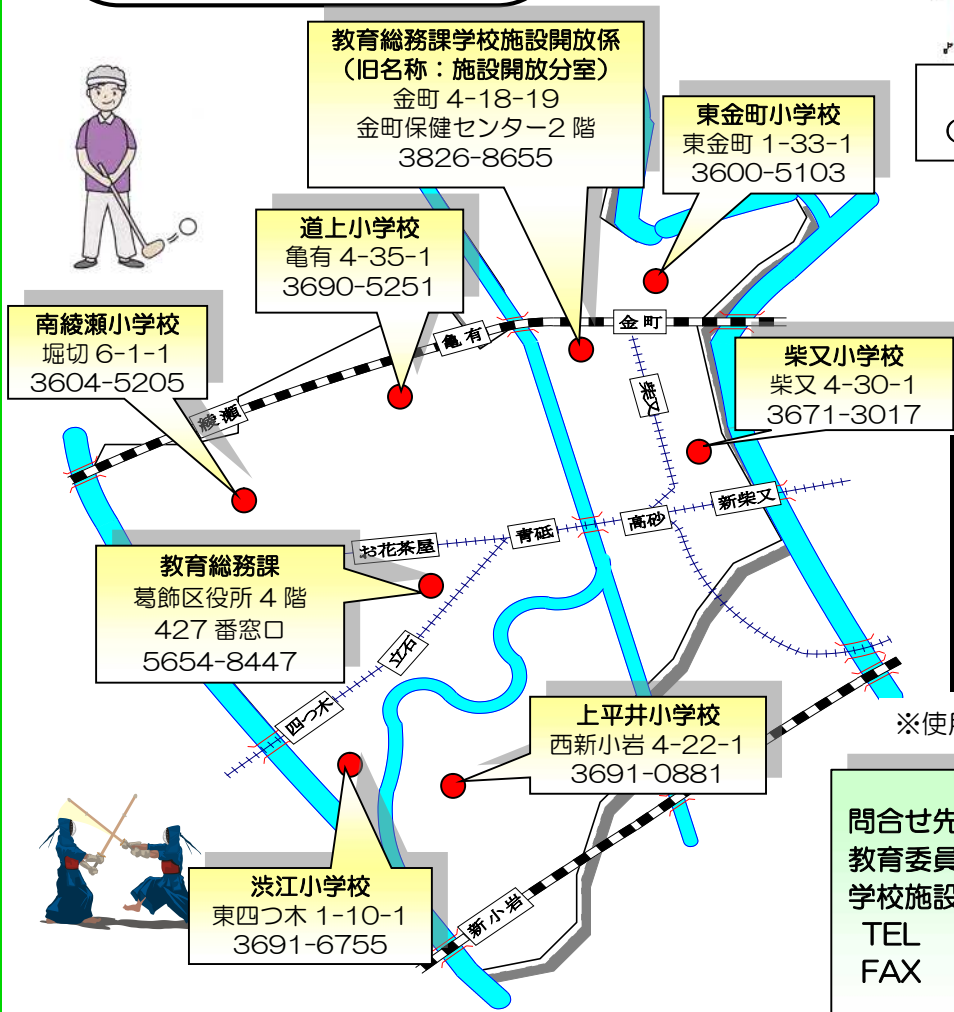 教育総務課学校施設開放係
（旧名称：施設開放分室）
金町 4-18-19
金町保健センター2 階
3826-8655
東金町小学校
東金町 1-33-1
3600-5103
道上小学校
亀有 4-35-1
3690-5251
南綾瀬小学校
堀切 6-1-1
3604-5205
柴又小学校
柴又 4-30-1
3671-3017
金町
亀有
綾瀬
柴又
新柴又
高砂
青砥
お花茶屋
教育総務課
葛飾区役所 4 階
427 番窓口
5654-8447
立石
四つ木
上平井小学校
西新小岩 4-22-1
3691-0881
渋江小学校
東四つ木 1-10-1
3691-6755
新小岩
※使
問合せ先
教育委員
学校施設
TEL
FAX